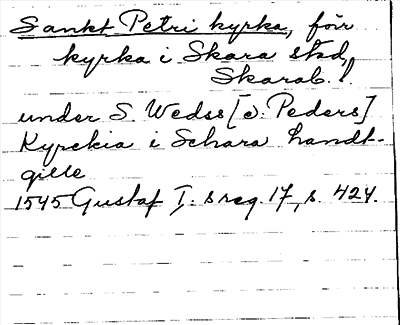 Sankt Petri kyrka, förr
kyrka i Skara stad,
Skarab. l.
under S. Wedss [o: Peders]
Kyrckia i Schara handt-
gille
1545 Gustaf I:s reg. 17, s. 424.